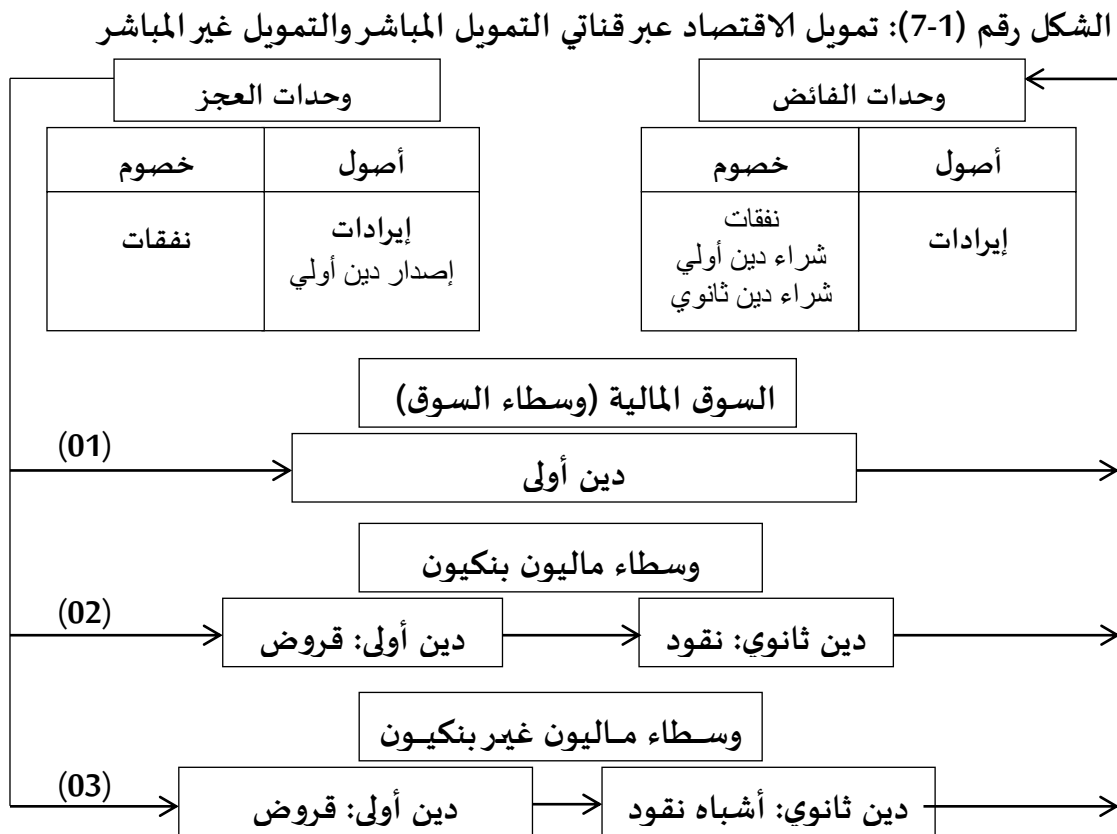 الشكل رقم (1-7): تمويل الاقتصاد عبر قناتي التمويل المباشر والتمويل غير المباشر
وحدات الفائض
وحدات العجز
أصول
خصوم
إيرادات
نفقات
شراء دين أولي
شراء دين ثانوي
أصول
خصوم
إيرادات
إصدار دين أولي
نفقات
السوق المالية (وسطاء السوق)
(01)
دين أولى
وسطاء ماليون بنكيون
(02)
دين أولى: قروض
دين ثانوي: نقود
وسطاء ماليون غير بنكيون
(03)
دين أولى: قروض
دين ثانوي: أشباه نقود